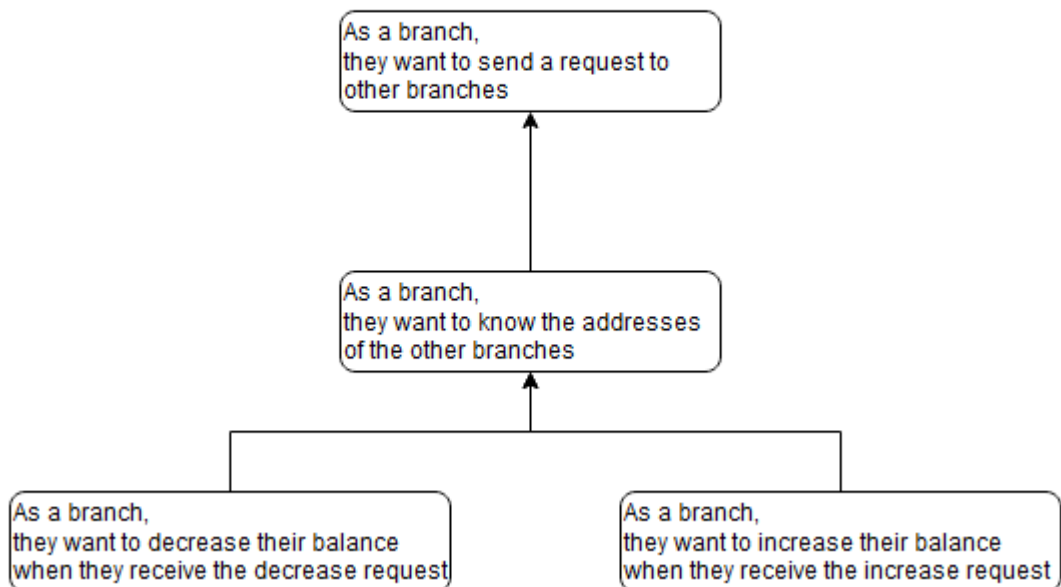 As a branch,
they want to send a request to
other branches
As a branch,
they want to know the addresses
of the other branches
As a branch,
they want to decrease their balance
when they receive the decrease request
As a branch,
they want to increase their balance
when they receive the increase request